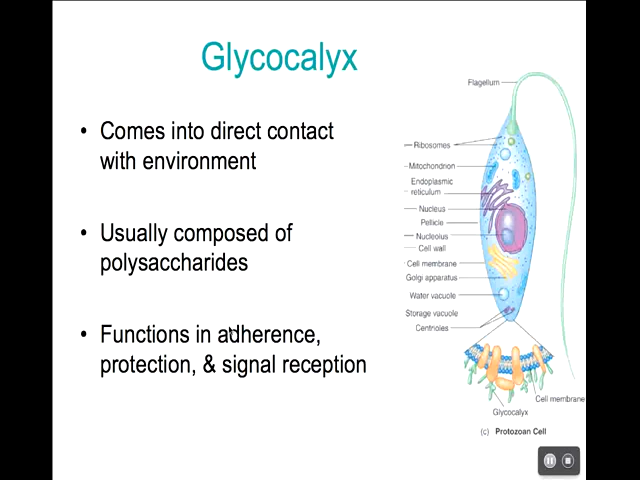 Glycocalyx
• Comes into direct contact
with environment
• Usually composed of
polysaccharides
• Functions in adherence,
protection, & signal reception
Flagellum
Ribosomes
Mitochondrion
Endoplasmic
reticulum
Nucleus
Pellicle
Nucleolus
Cell wall
Cell membrane
Golgi apparatus
Water vacuole
Storage vacuole
Centrioles
Cell membrane
Glycocalyx
(c) Protozoan Cell